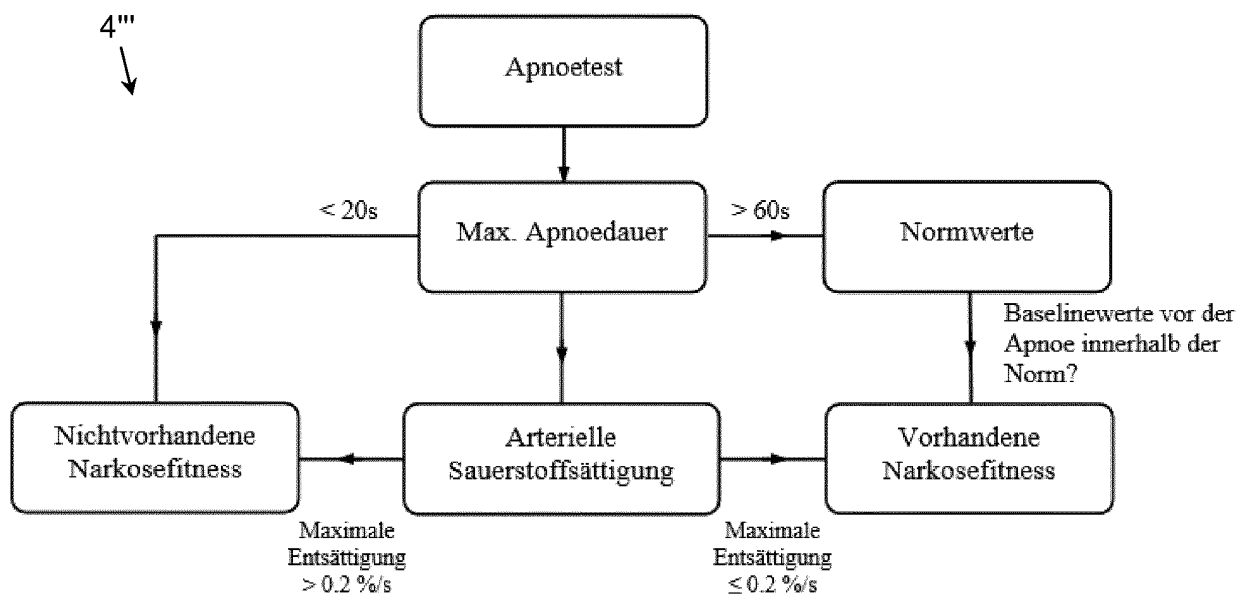 4'''
Apnoetest
< 20s
Max. Apnoedauer
> 60s
Normwerte
Baselinewerte vor der
Apnoe innerhalb der
Norm?
Nichtvorhandene
Narkosefitness
Arterielle
Sauerstoffsättigung
Vorhandene
Narkosefitness
Maximale
Entsättigung
> 0.2 %/s
Maximale
Entsättigung
≤ 0.2 %/s